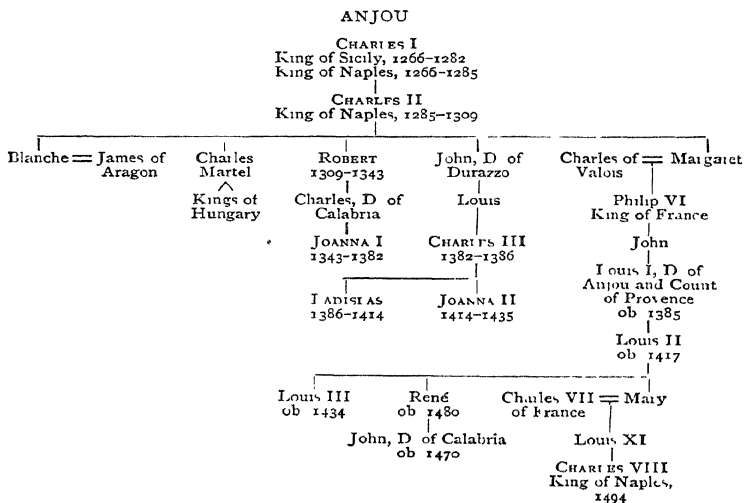 ANJOU
CHARLES I
King of Sicily, 1266–1282
King of Naples, 1266–1285
CHARLES II
King of Naples, 1285–1309
Blanche = James of
Aragon
Charles
Martel
Kings of
Hungary
ROBERT
1309–1343
Charles, D of
Calabria
JOANNA I
1343–1382
John, D of
Durazzo
Louis
CHARLES III
1382–1386
LADISLAS
1386–1414
JOANNA II
1414–1435
Charles of = Margaret
Valois
Philip VI
King of France
John
Louis I, D of
Anjou and Count
of Provence
ob 1385
Louis II
ob 1417
Louis III
ob 1434
René
ob 1480
John, D of Calabria
ob 1470
Charles VII = Mary
of France
Louis XI
CHARLES VIII
King of Naples,
1494